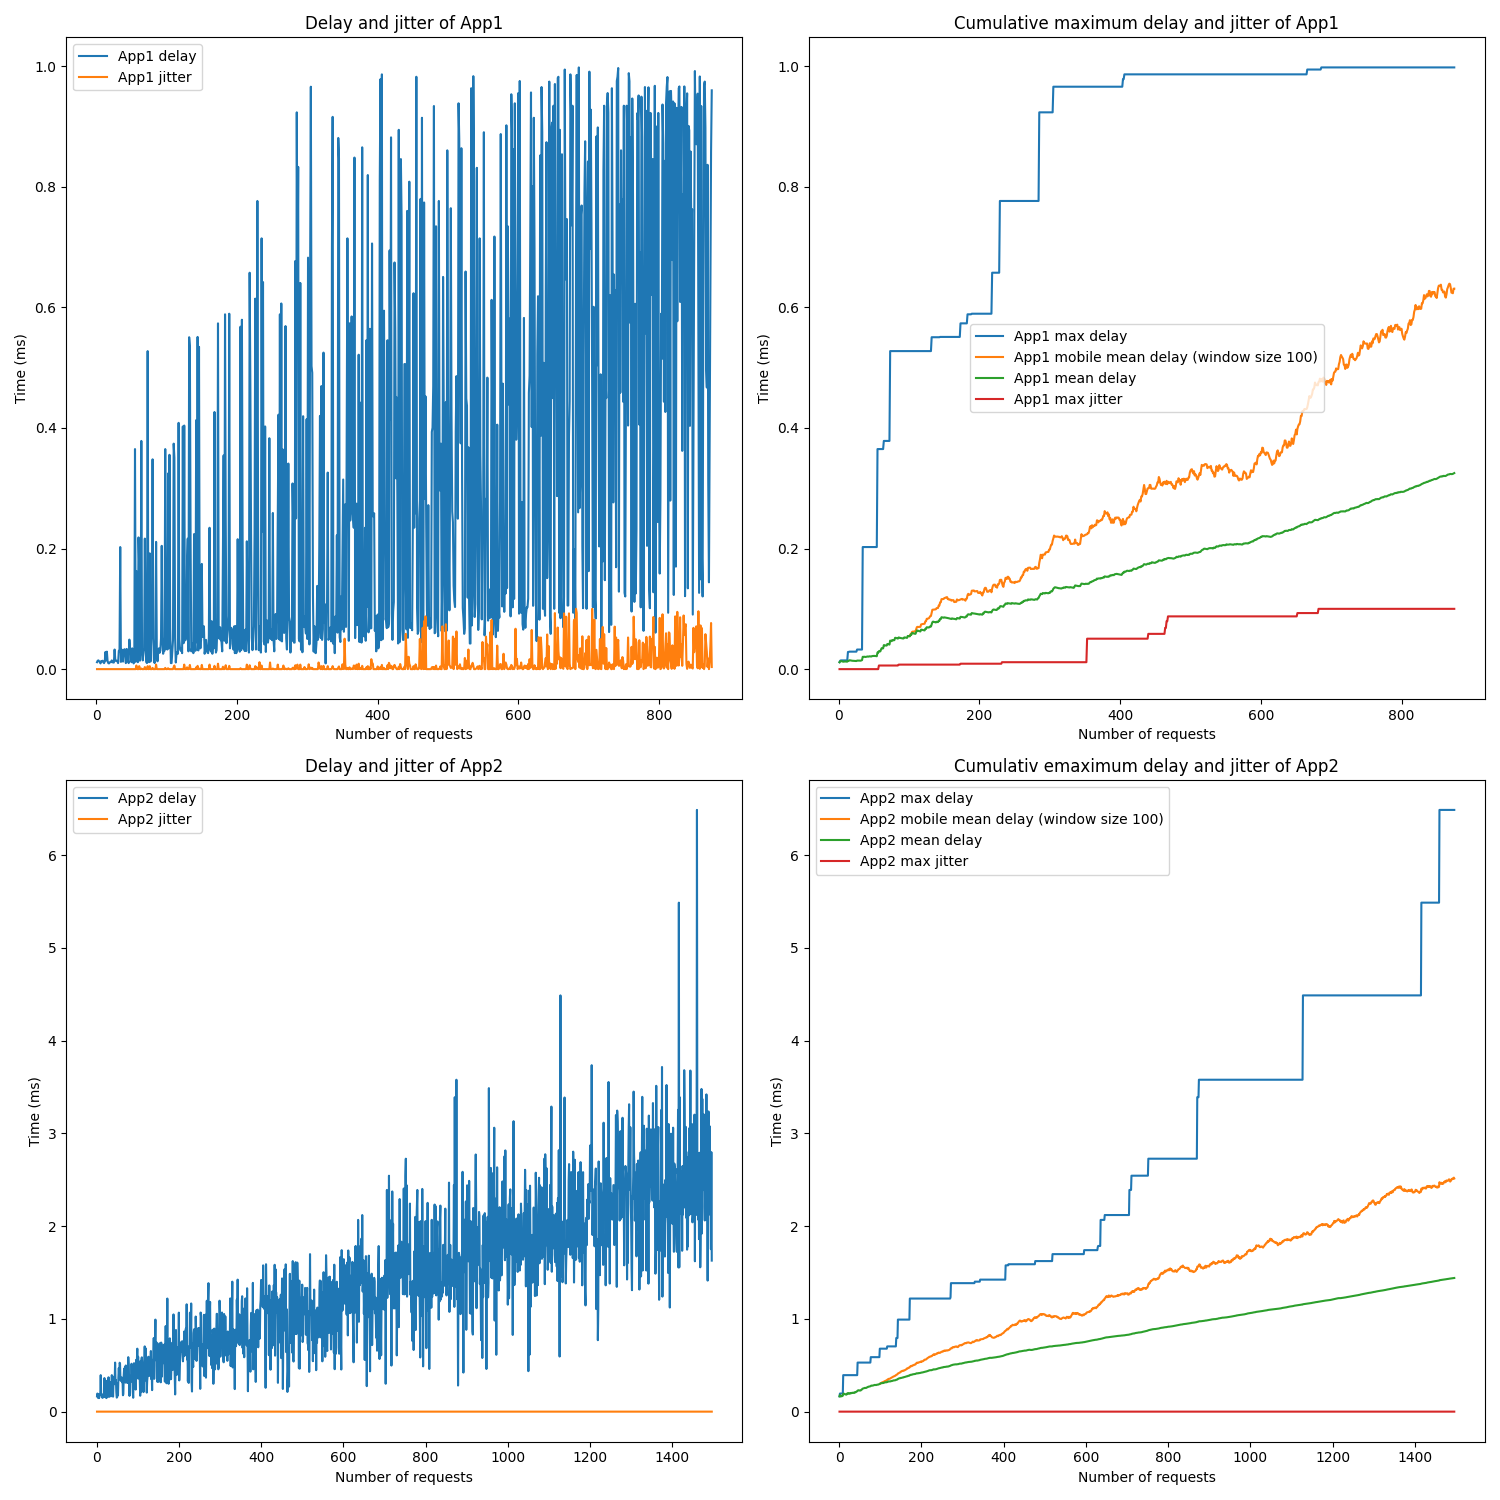 Delay and jitter of App1
App1 delay
App1 jitter
1.0
0.8
0.6
0.4
0.2
0.0
Time (ms)
0 200 400 600 800
Number of requests
Cumulative maximum delay and jitter of App1
1.0
0.8
0.6
0.4
0.2
0.0
Time (ms)
App1 max delay
App1 mobile mean delay (window size 100)
App1 mean delay
App1 max jitter
0 200 400 600 800
Number of requests
Delay and jitter of App2
App2 delay
App2 jitter
6
5
4
3
2
1
0
Time (ms)
0 200 400 600 800 1000 1200 1400
Number of requests
Cumulativ emaximum delay and jitter of App2
App2 max delay
App2 mobile mean delay (window size 100)
App2 mean delay
App2 max jitter
6
5
4
3
2
1
0
Time (ms)
0 200 400 600 800 1000 1200 1400
Number of requests